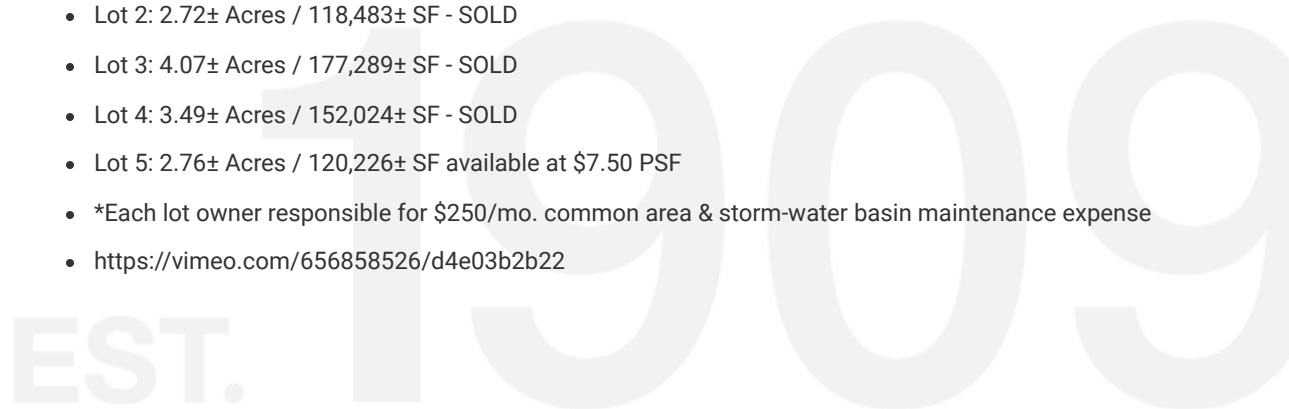 • Lot 2: 2.72± Acres / 118,483± SF - SOLD
• Lot 3: 4.07± Acres / 177,289± SF - SOLD
• Lot 4: 3.49± Acres / 152,024± SF - SOLD
• Lot 5: 2.76± Acres / 120,226± SF available at $7.50 PSF
• *Each lot owner responsible for $250/mo. common area & storm-water basin maintenance expense
• https://vimeo.com/656858526/d4e03b2b22
EST. 1909